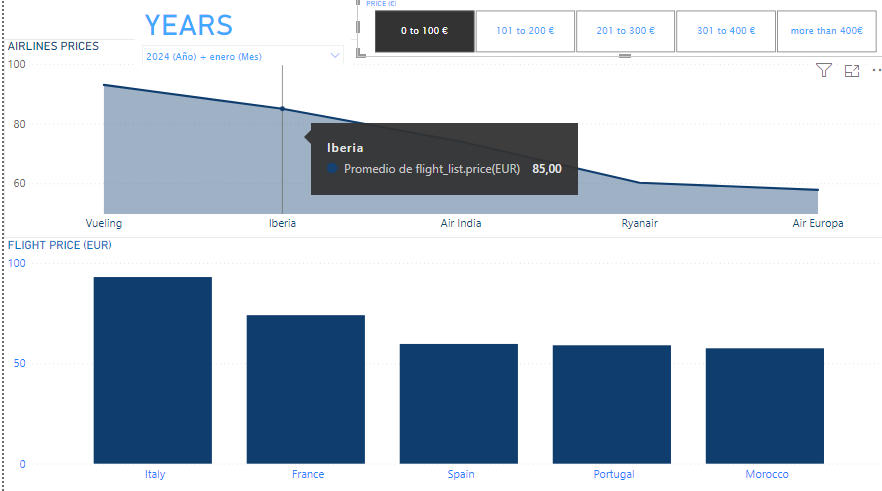 PRICE (€)
YEARS
0 to 100 €
101 to 200 €
201 to 300 €
301 to 400 €
more than 400€
AIRLINES PRICES
2024 (Año) + enero (Mes)
100
80
60
Iberia
Promedio de flight_list.price(EUR) 85,00
Vueling
Iberia
Air India
Ryanair
Air Europa
FLIGHT PRICE (EUR)
100
50
0
Italy
France
Spain
Portugal
Morocco